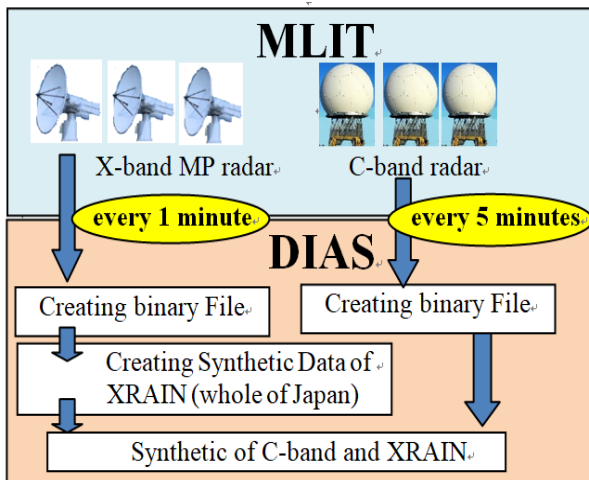 MLIT
X-band MP radar
C-band radar
every 1 minute
every 5 minutes
DIAS
Creating binary File
Creating binary File
Creating Synthetic Data of
XRAIN (whole of Japan)
Synthetic of C-band and XRAIN